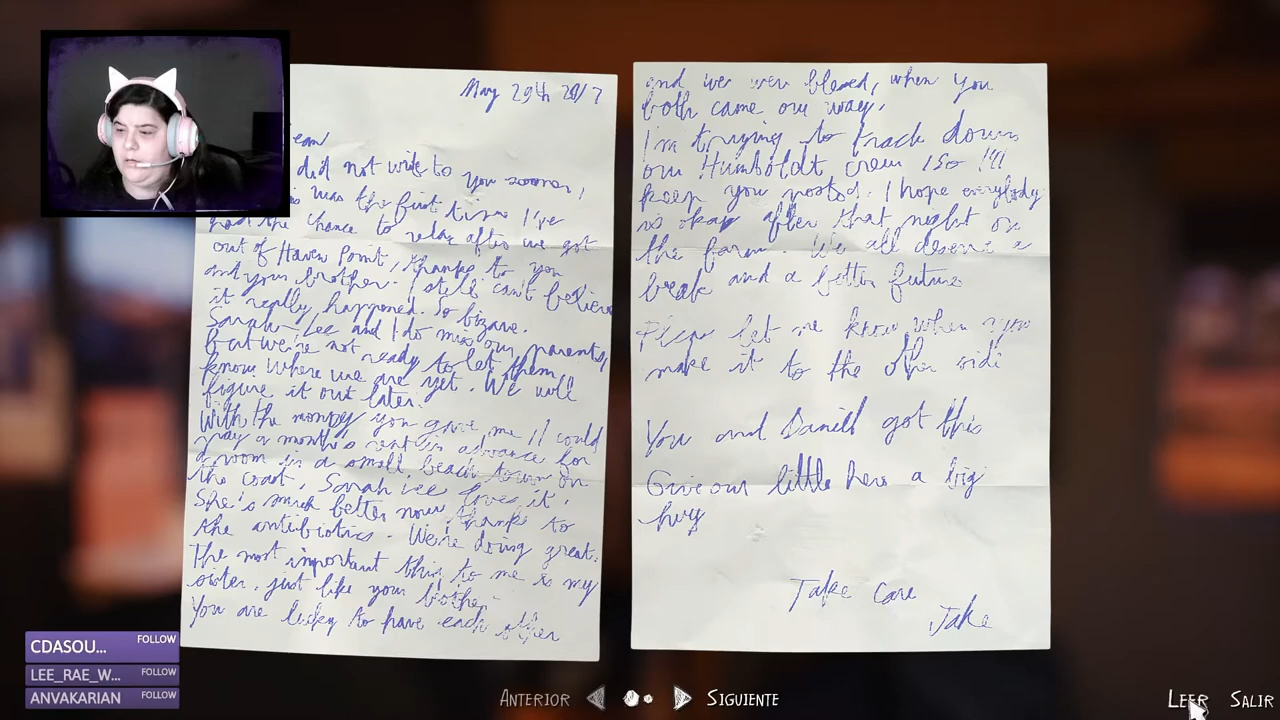 May 29th 2017
ean
did not write to you sooner,
is was the first time I've
had the chance to relax after we got
out of Haven Point, thanks to you
and your brother. I still can't believe
it really happened. So bizare.
Sarah-Lee and I do miss our parents,
but we're not ready to let them
know where we are yet. We will
figure it out later.
With the money you gave me I could
pay a month's rent in advance for
a room in a small beach town on
the coast, Sarah Lee loves it.
She's much better now, thanks to
the antibiotics. We're doing great.
The most important thing to me is my
sister, just like your brother.
You are lucky to have each other
and we were blessed, when you
both came our way.
I'm trying to track down
our Humboldt crew so I'll
keep you posted. I hope everybody
is okay after that night on
the farm. We all deserve a
break and a better future
Please let me know when you
make it to the other side
You and Daniel got this
Give our little hero a big
hug
Take Care
Jake
CDASOU... FOLLOW
LEE_RAE_W... FOLLOW
ANVAKARIAN FOLLOW
ANTERIOR SIGUIENTE
LEER SALIR